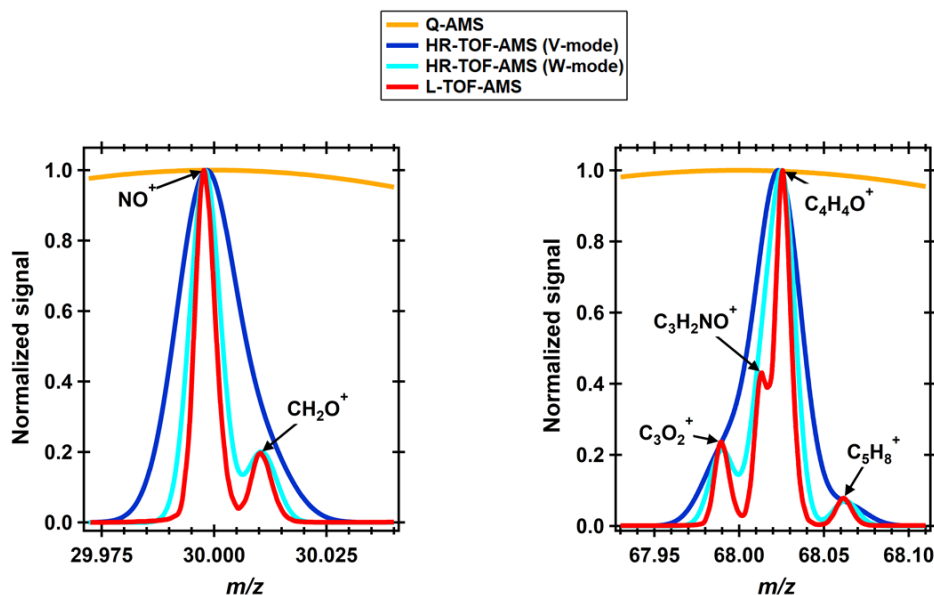 Q-AMS
HR-TOF-AMS (V-mode)
HR-TOF-AMS (W-mode)
L-TOF-AMS
Normalized signal
1.0
0.8
0.6
0.4
0.2
0.0
NO+
CH2O+
29.975
30.000
30.025
m/z
Normalized signal
1.0
0.8
0.6
0.4
0.2
0.0
C4H4O+
C3H2NO+
C3O2+
C5H8+
67.95
68.00
68.05
68.10
m/z